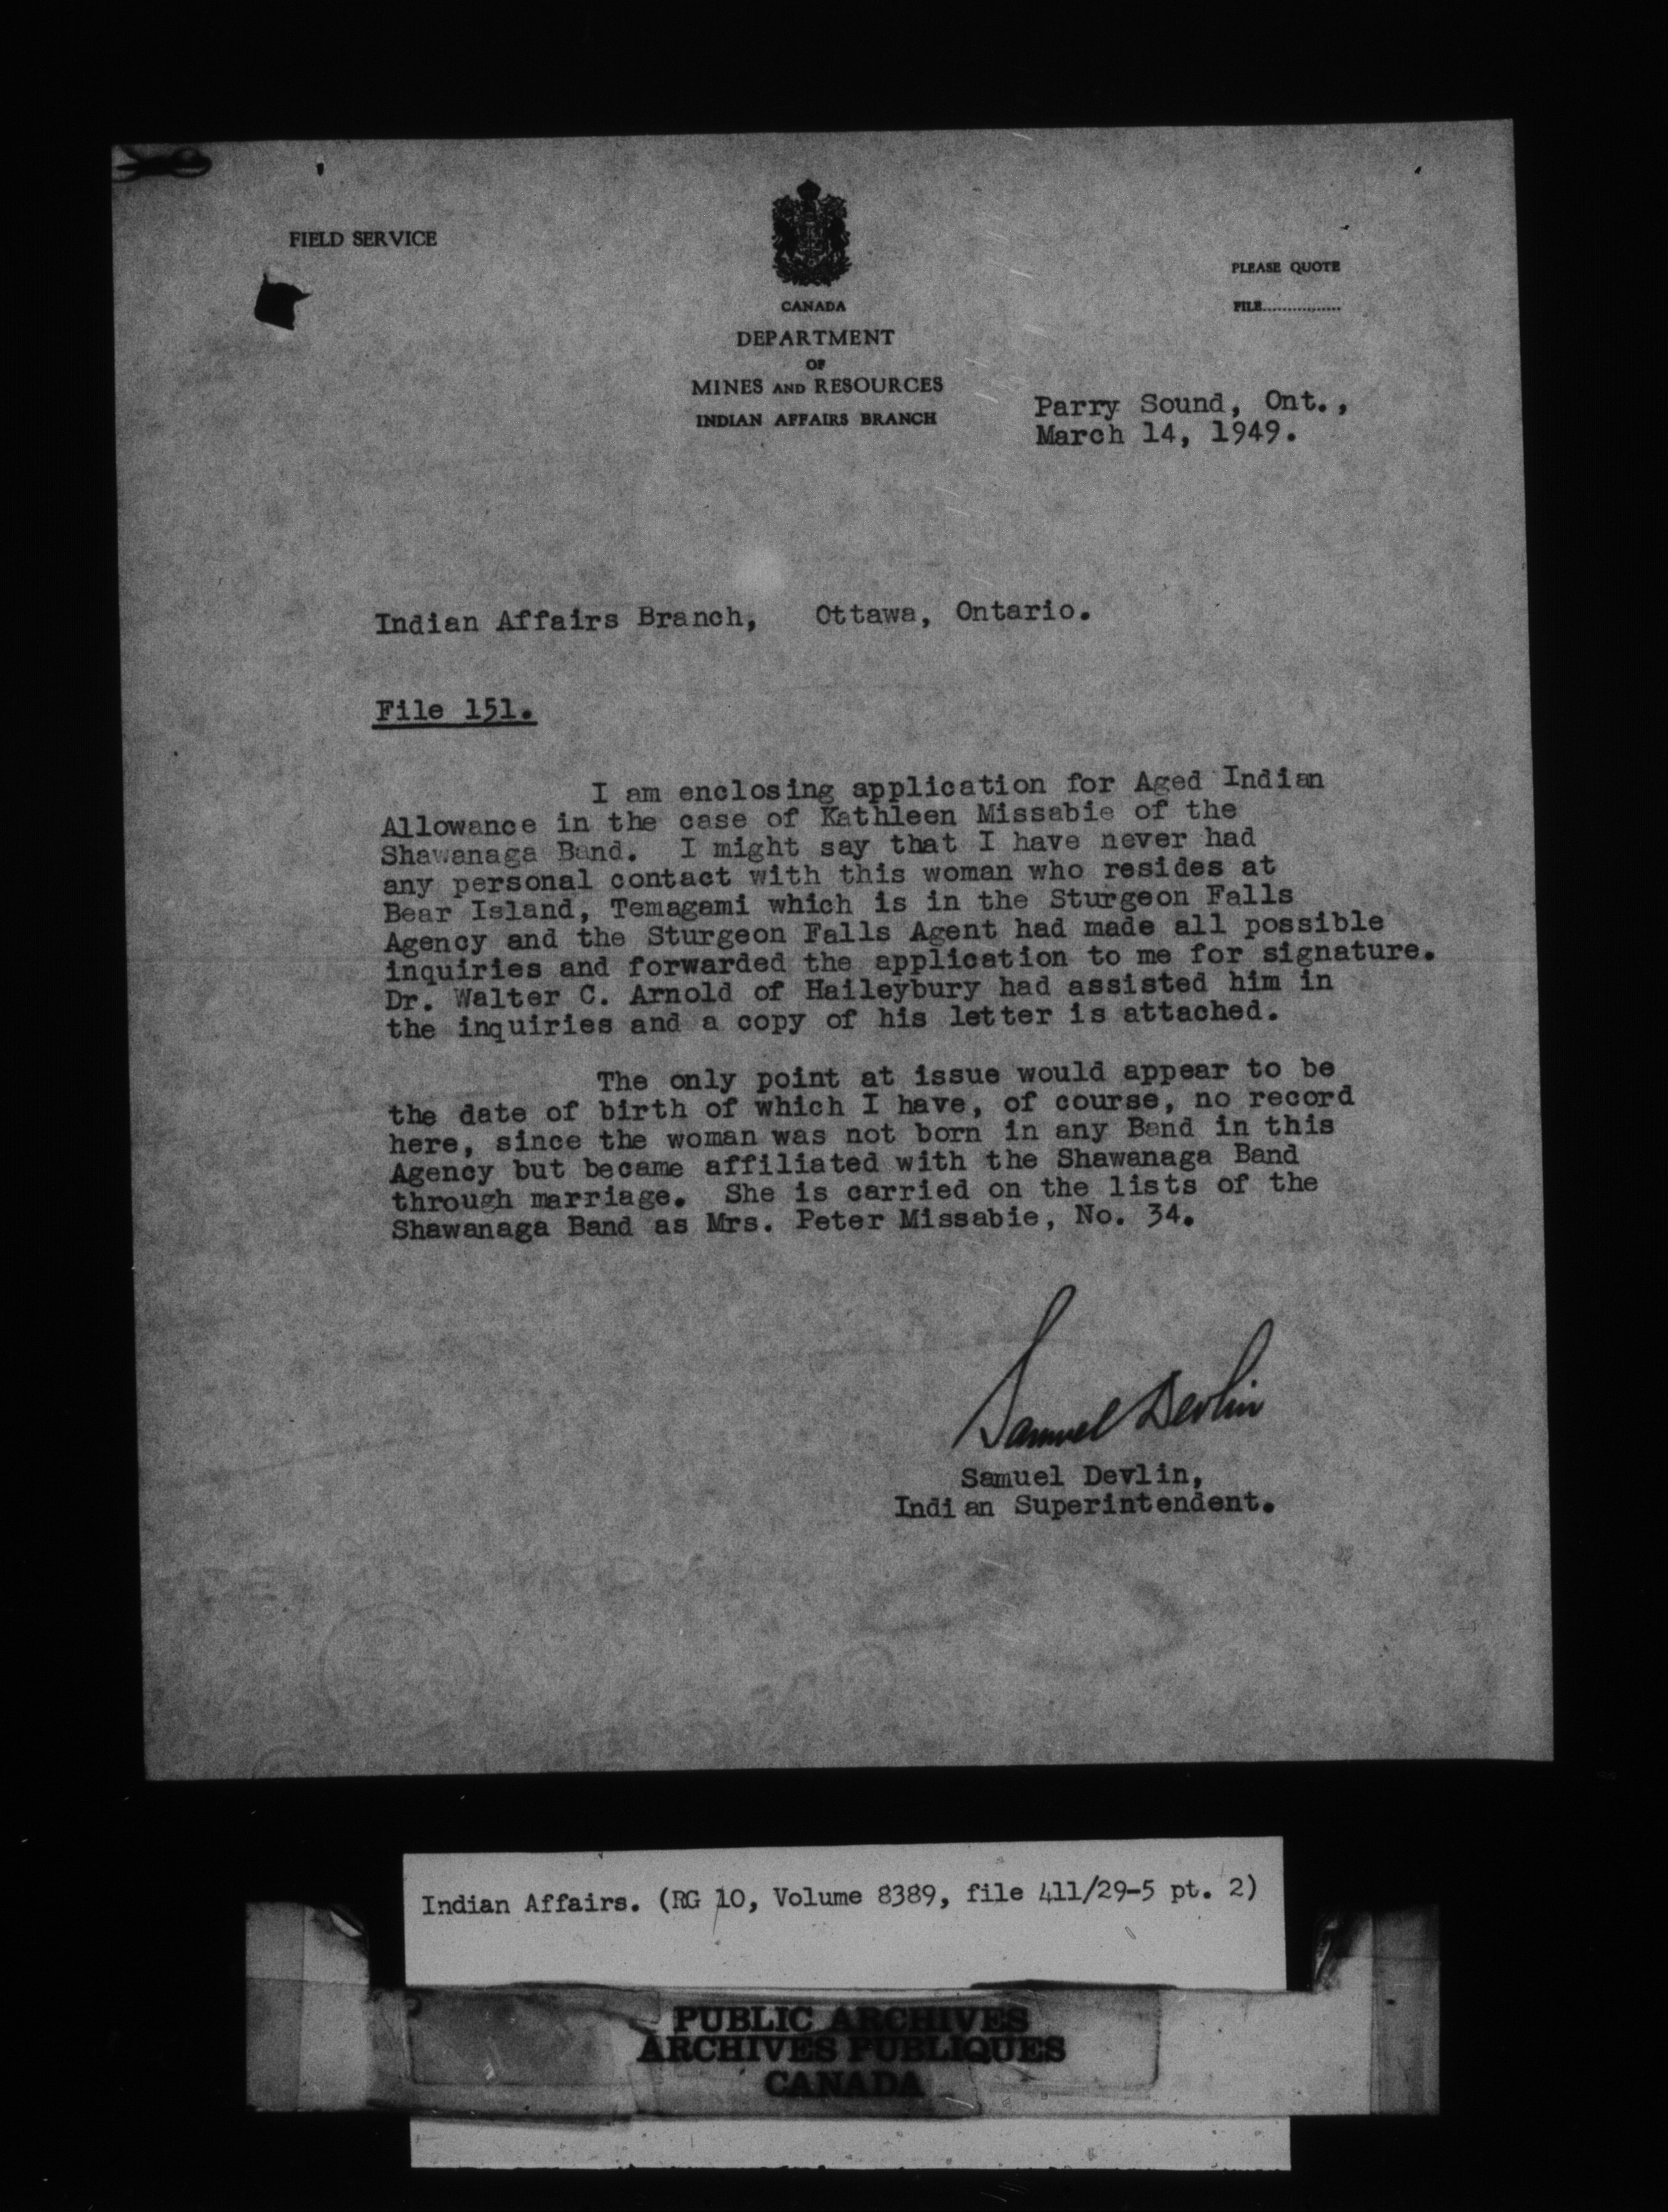 FIELD SERVICE
CANADA
DEPARTMENT
OF
MINES AND RESOURCES
INDIAN AFFAIRS BRANCH
PLEASE QUOTE
FILE................
Parry Sound, Ont.,
March 14, 1949.
Indian Affairs Branch, Ottawa, Ontario.
File 151.
I am enclosing application for Aged Indian
Allowance in the case of Kathleen Missabie of the
Shawanaga Band. I might say that I have never had
any personal contact with this woman who resides at
Bear Island, Temagami which is in the Sturgeon Falls
Agency and the Sturgeon Falls Agent had made all possible
inquiries and forwarded the application to me for signature.
Dr. Walter C. Arnold of Haileybury had assisted him in
the inquiries and a copy of his letter is attached.
The only point at issue would appear to be
the date of birth of which I have, of course, no record
here, since the woman was not born in any Band in this
Agency but became affiliated with the Shawanaga Band
through marriage. She is carried on the lists of the
Shawanaga Band as Mrs. Peter Missabie, No. 34.
Samuel Devlin
Samuel Devlin,
Indian Superintendent.
Indian Affairs. (RG 10, Volume 8389, file 411/29-5 pt. 2)
PUBLIC ARCHIVES
ARCHIVES PUBLIQUES
CANADA